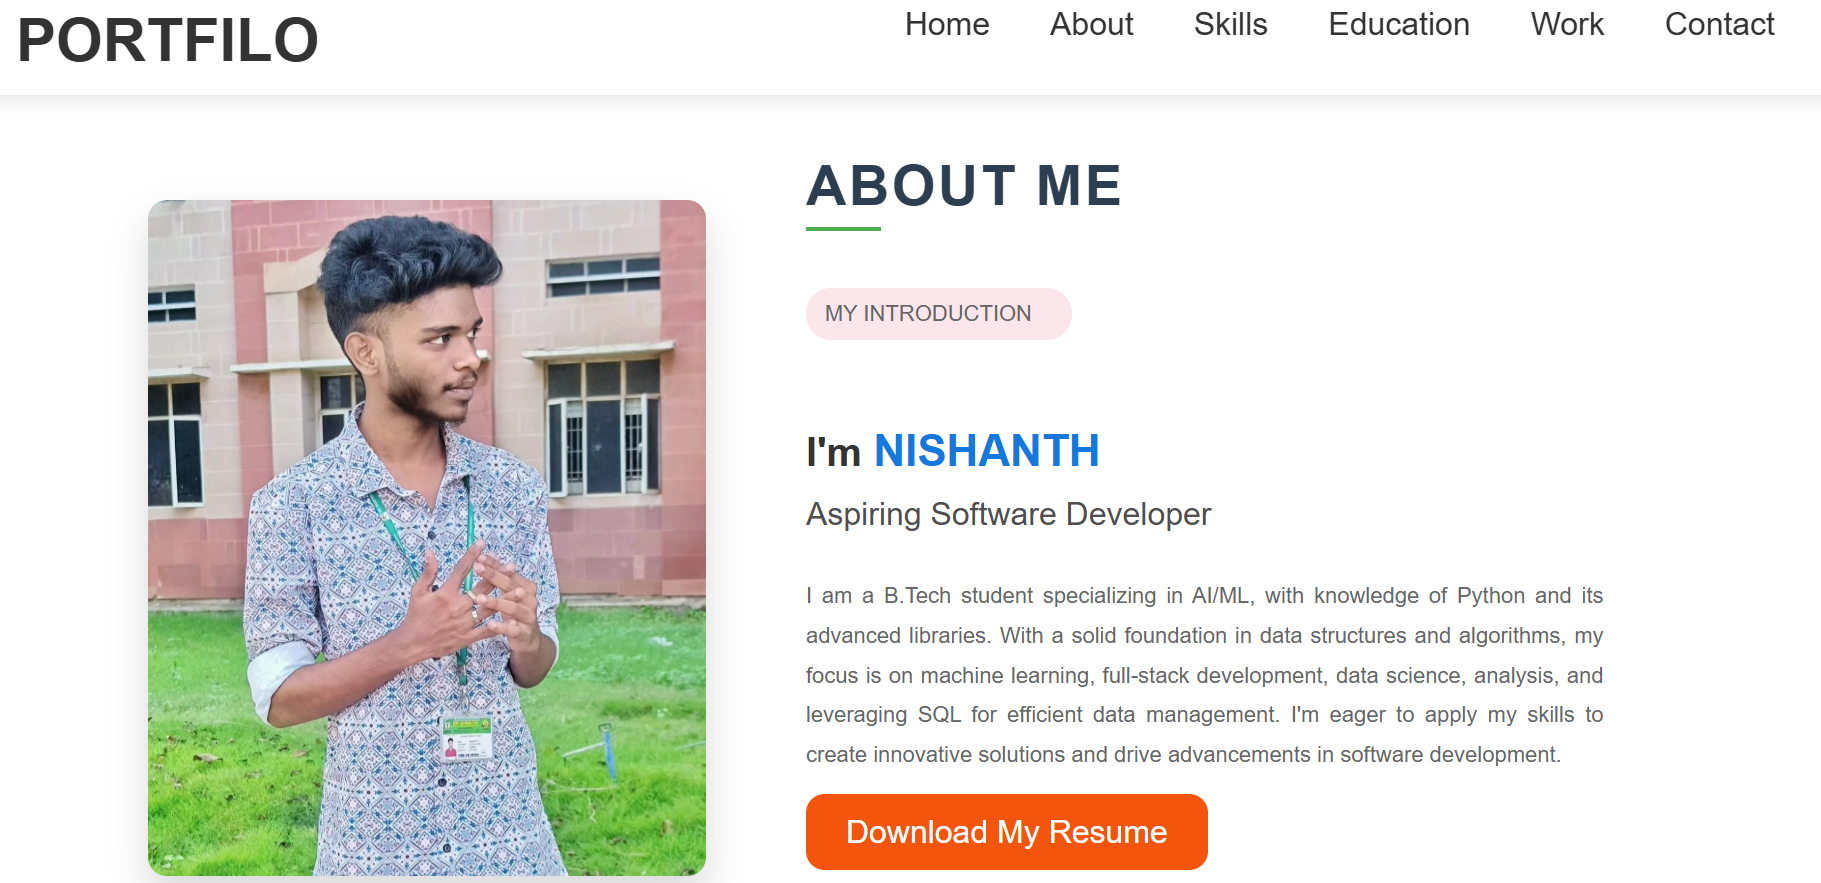 PORTFILO
Home About Skills Education Work Contact
ABOUT ME
MY INTRODUCTION
I'm NISHANTH
Aspiring Software Developer
I am a B.Tech student specializing in AI/ML, with knowledge of Python and its
advanced libraries. With a solid foundation in data structures and algorithms, my
focus is on machine learning, full-stack development, data science, analysis, and
leveraging SQL for efficient data management. I'm eager to apply my skills to
create innovative solutions and drive advancements in software development.
Download My Resume